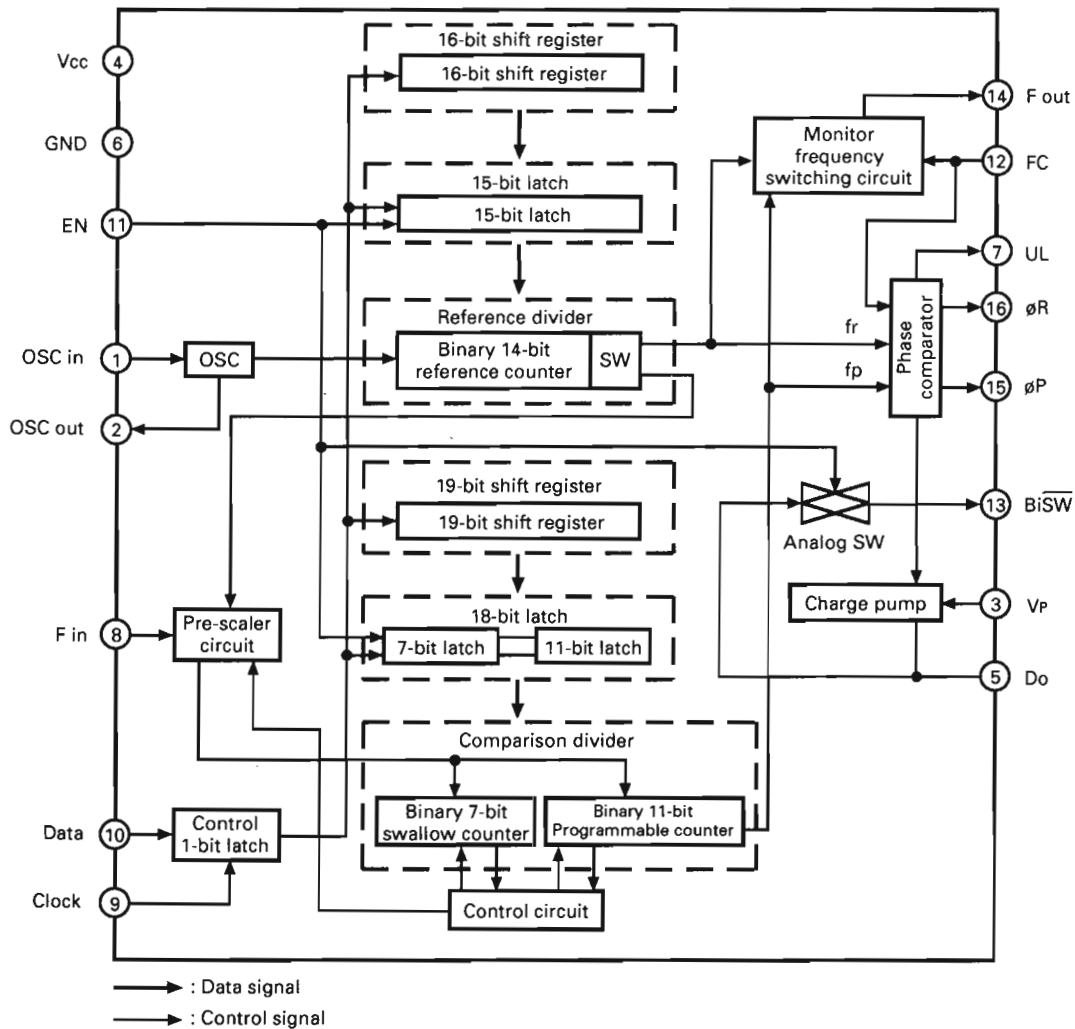 16-bit shift register
16-bit shift register
Vcc
4
14
F out
Monitor
frequency
switching circuit
GND
6
12
FC
15-bit latch
15-bit latch
EN
11
7
UL
Reference divider
16
øR
OSC in
1
OSC
Binary 14-bit
reference counter
SW
fr
Phase
comparator
fp
15
øP
OSC out
2
19-bit shift register
19-bit shift register
13
BiS̅W̅
Analog SW
18-bit latch
Charge pump
3
VP
F in
8
Pre-scaler
circuit
7-bit latch
11-bit latch
5
Do
Comparison divider
Binary 7-bit
swallow counter
Binary 11-bit
Programmable counter
Data
10
Control
1-bit latch
Clock
9
Control circuit
: Data signal
: Control signal